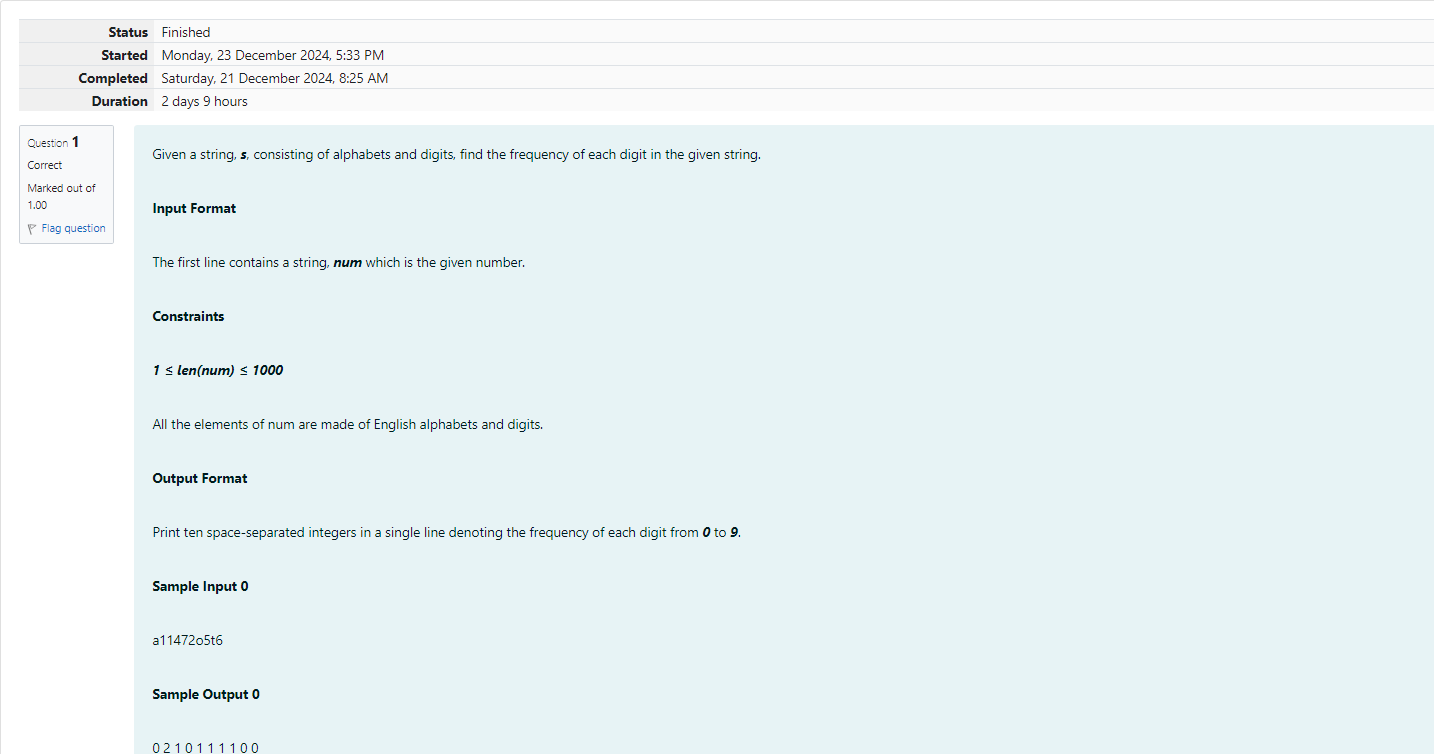 Status Finished
Started Monday, 23 December 2024, 5:33 PM
Completed Saturday, 21 December 2024, 8:25 AM
Duration 2 days 9 hours
Question 1
Correct
Marked out of
1.00
Flag question
Given a string, s, consisting of alphabets and digits, find the frequency of each digit in the given string.
Input Format
The first line contains a string, num which is the given number.
Constraints
1 ≤ len(num) ≤ 1000
All the elements of num are made of English alphabets and digits.
Output Format
Print ten space-separated integers in a single line denoting the frequency of each digit from 0 to 9.
Sample Input 0
a11472o5t6
Sample Output 0
0 2 1 0 1 1 1 1 0 0